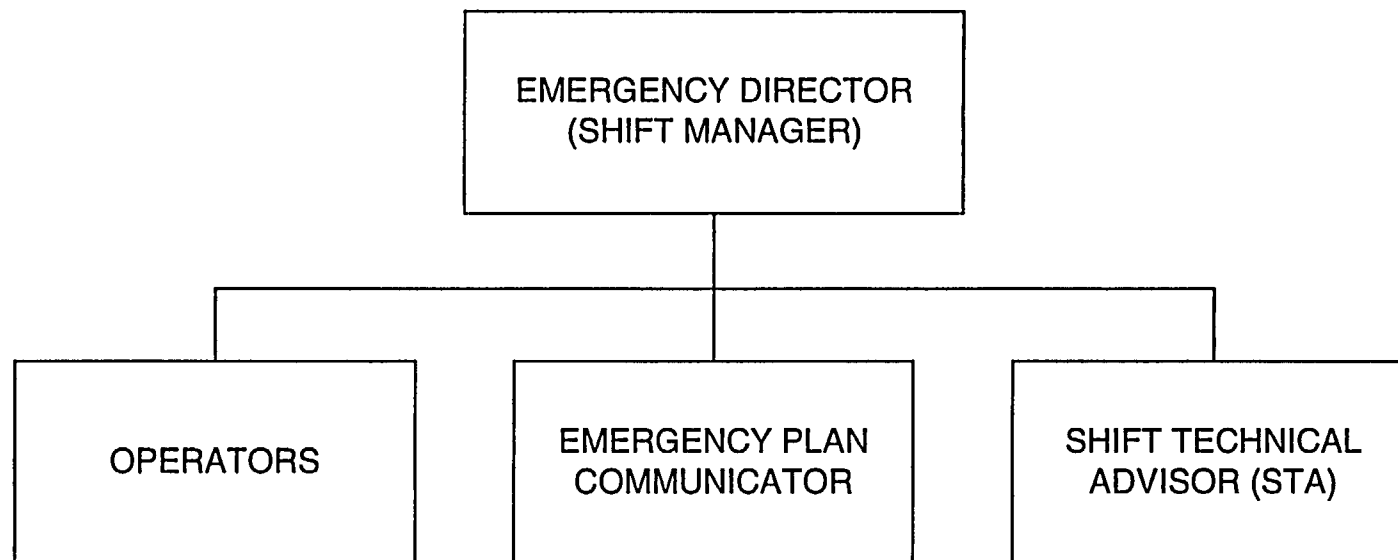 EMERGENCY DIRECTOR
(SHIFT MANAGER)
OPERATORS
EMERGENCY PLAN
COMMUNICATOR
SHIFT TECHNICAL
ADVISOR (STA)